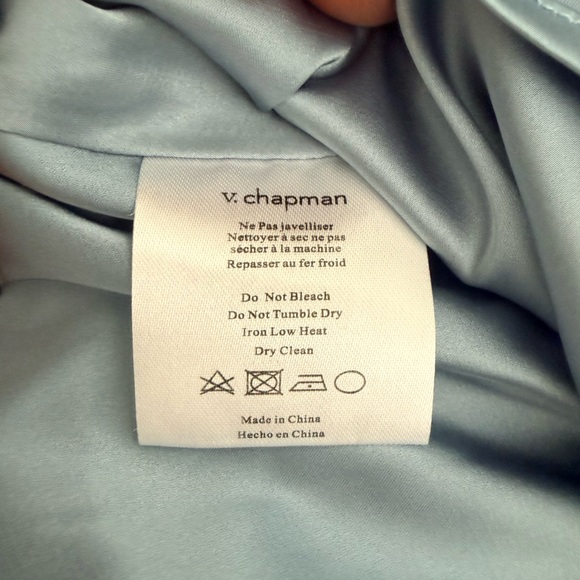 v. chapman
Ne Pas javelliser
Nettoyer à sec ne pas
sécher à la machine
Repasser au fer froid
Do Not Bleach
Do Not Tumble Dry
Iron Low Heat
Dry Clean
Made in China
Hecho en China